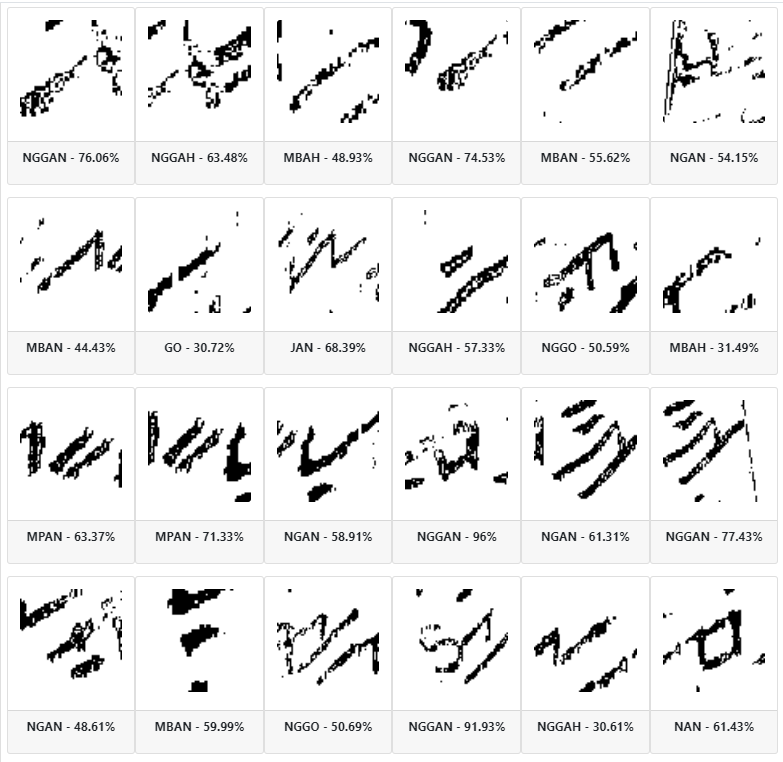 NGGAN - 76.06% NGGAH - 63.48% MBAH - 48.93% NGGAN - 74.53% MBAN - 55.62% NGAN - 54.15%
MBAN - 44.43% GO - 30.72% JAN - 68.39% NGGAH - 57.33% NGGO - 50.59% MBAH - 31.49%
MPAN - 63.37% MPAN - 71.33% NGAN - 58.91% NGGAN - 96% NGAN - 61.31% NGGAN - 77.43%
NGAN - 48.61% MBAN - 59.99% NGGO - 50.69% NGGAN - 91.93% NGGAH - 30.61% NAN - 61.43%